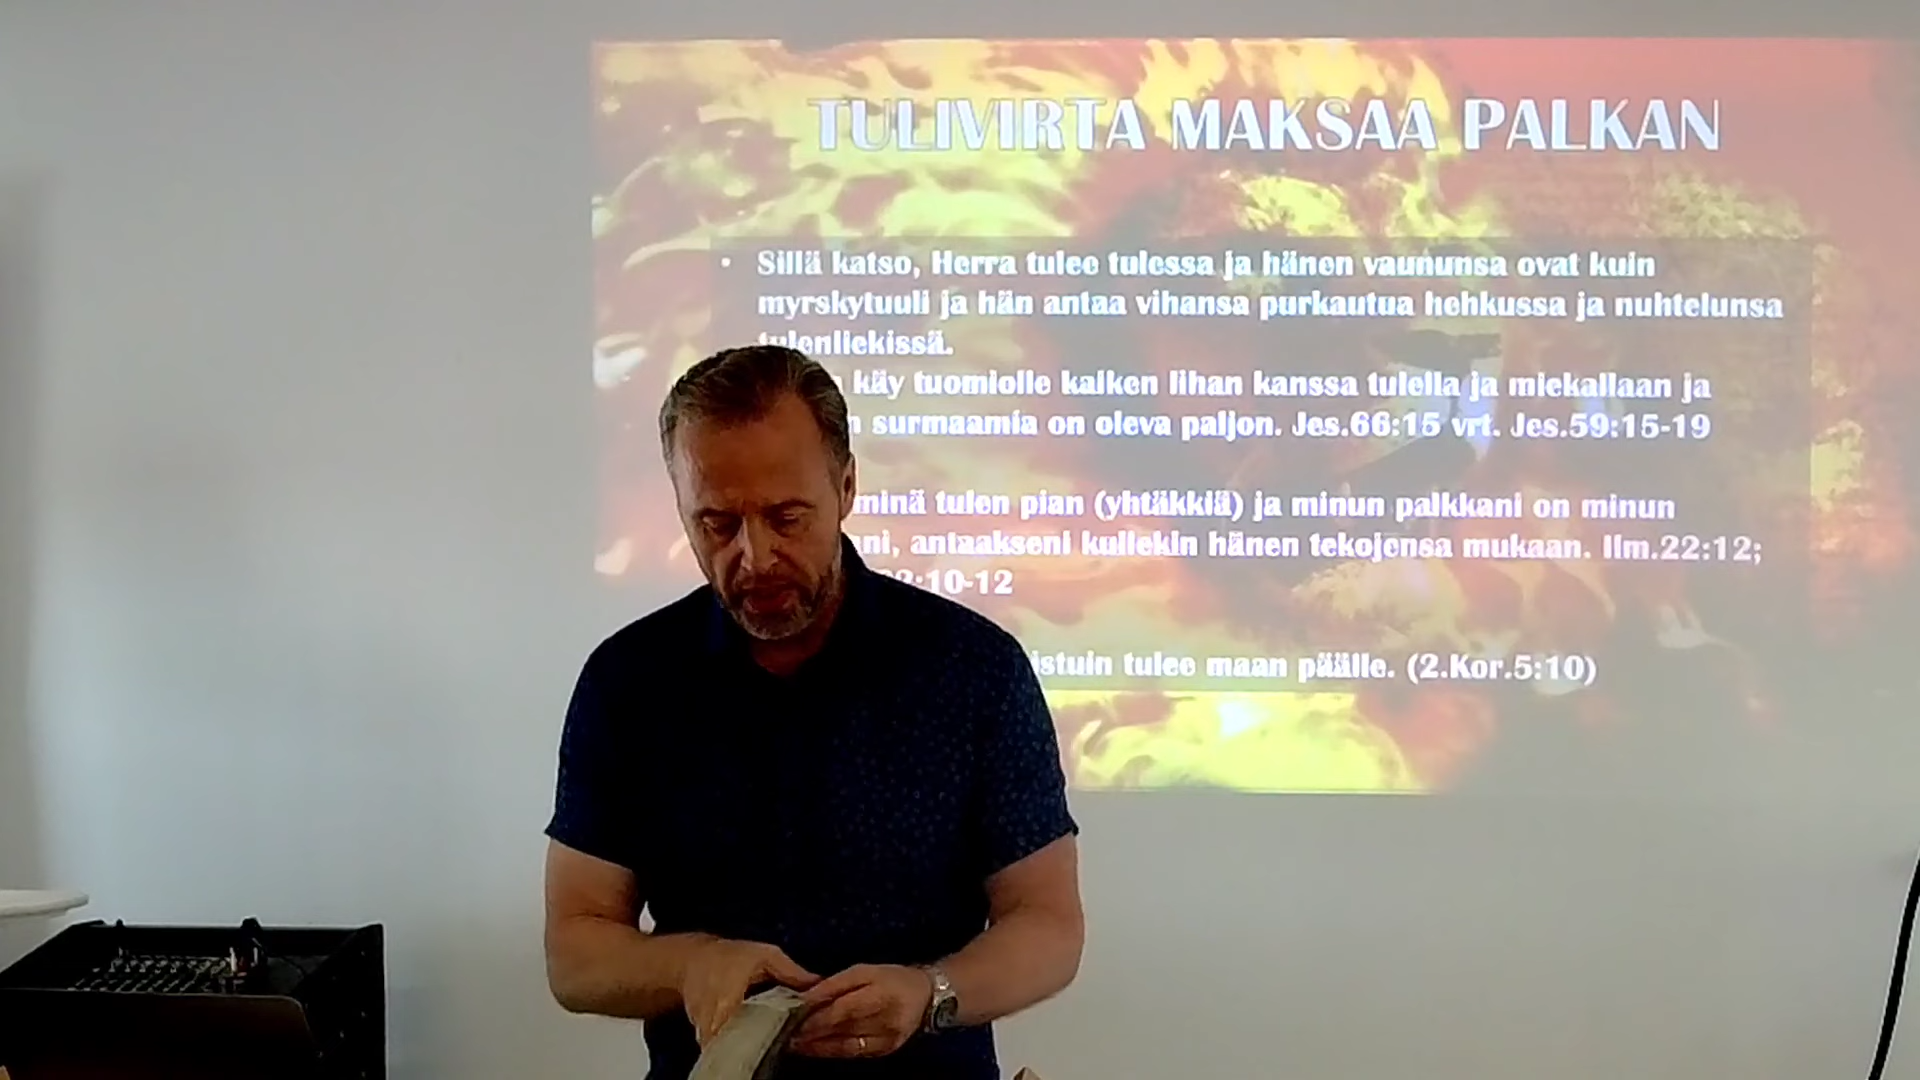 TULIVIRTA MAKSAA PALKAN
• Sillä katso, Herra tulee tulessa ja hänen vaununsa ovat kuin
myrskytuuli ja hän antaa vihansa purkautua hehkussa ja nuhtelunsa
tulenliekissä.
käy tuomiolle kaiken lihan kanssa tulella ja miekallaan ja
surmaamia on oleva paljon. Jes.66:15 vrt. Jes.59:15-19
minä tulen pian (yhtäkkiä) ja minun palkkani on minun
antaakseni kullekin hänen tekojensa mukaan. Ilm.22:12;
:10-12
tulee maan päälle. (2.Kor.5:10)